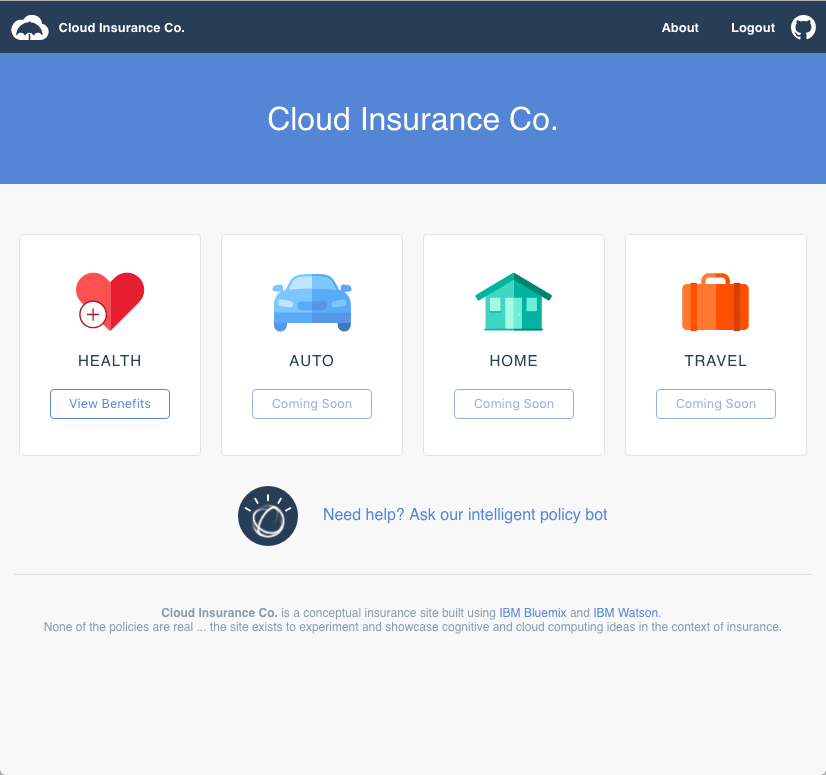 Cloud Insurance Co.
About
Logout
Cloud Insurance Co.
HEALTH
View Benefits
AUTO
Coming Soon
HOME
Coming Soon
TRAVEL
Coming Soon
Need help? Ask our intelligent policy bot
Cloud Insurance Co. is a conceptual insurance site built using IBM Bluemix and IBM Watson.
None of the policies are real ... the site exists to experiment and showcase cognitive and cloud computing ideas in the context of insurance.